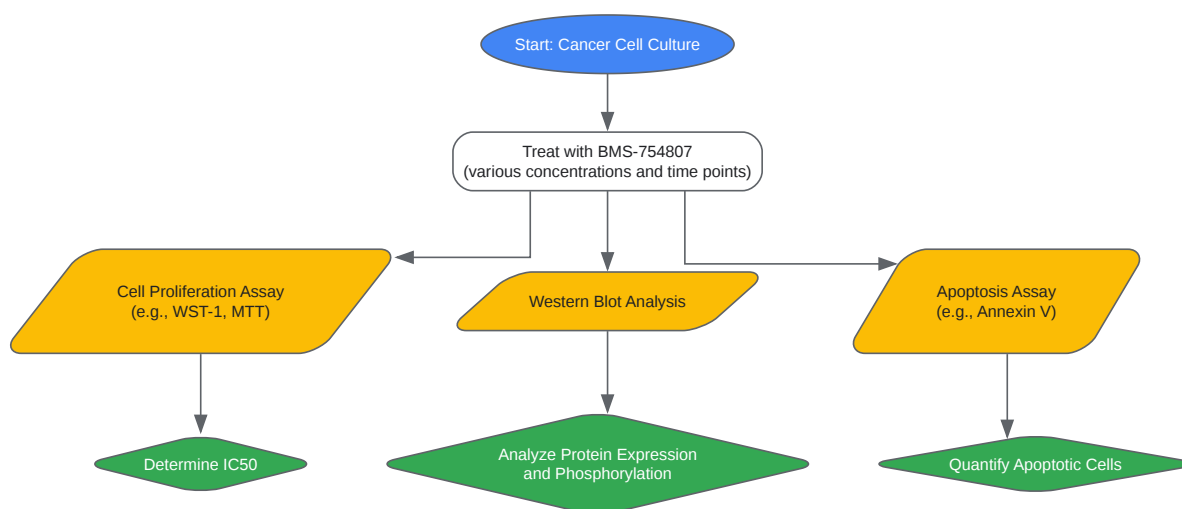 Start: Cancer Cell Culture
Treat with BMS-754807
(various concentrations and time points)
Cell Proliferation Assay
(e.g., WST-1, MTT)
Western Blot Analysis
Apoptosis Assay
(e.g., Annexin V)
Determine IC50
Analyze Protein Expression
and Phosphorylation
Quantify Apoptotic Cells